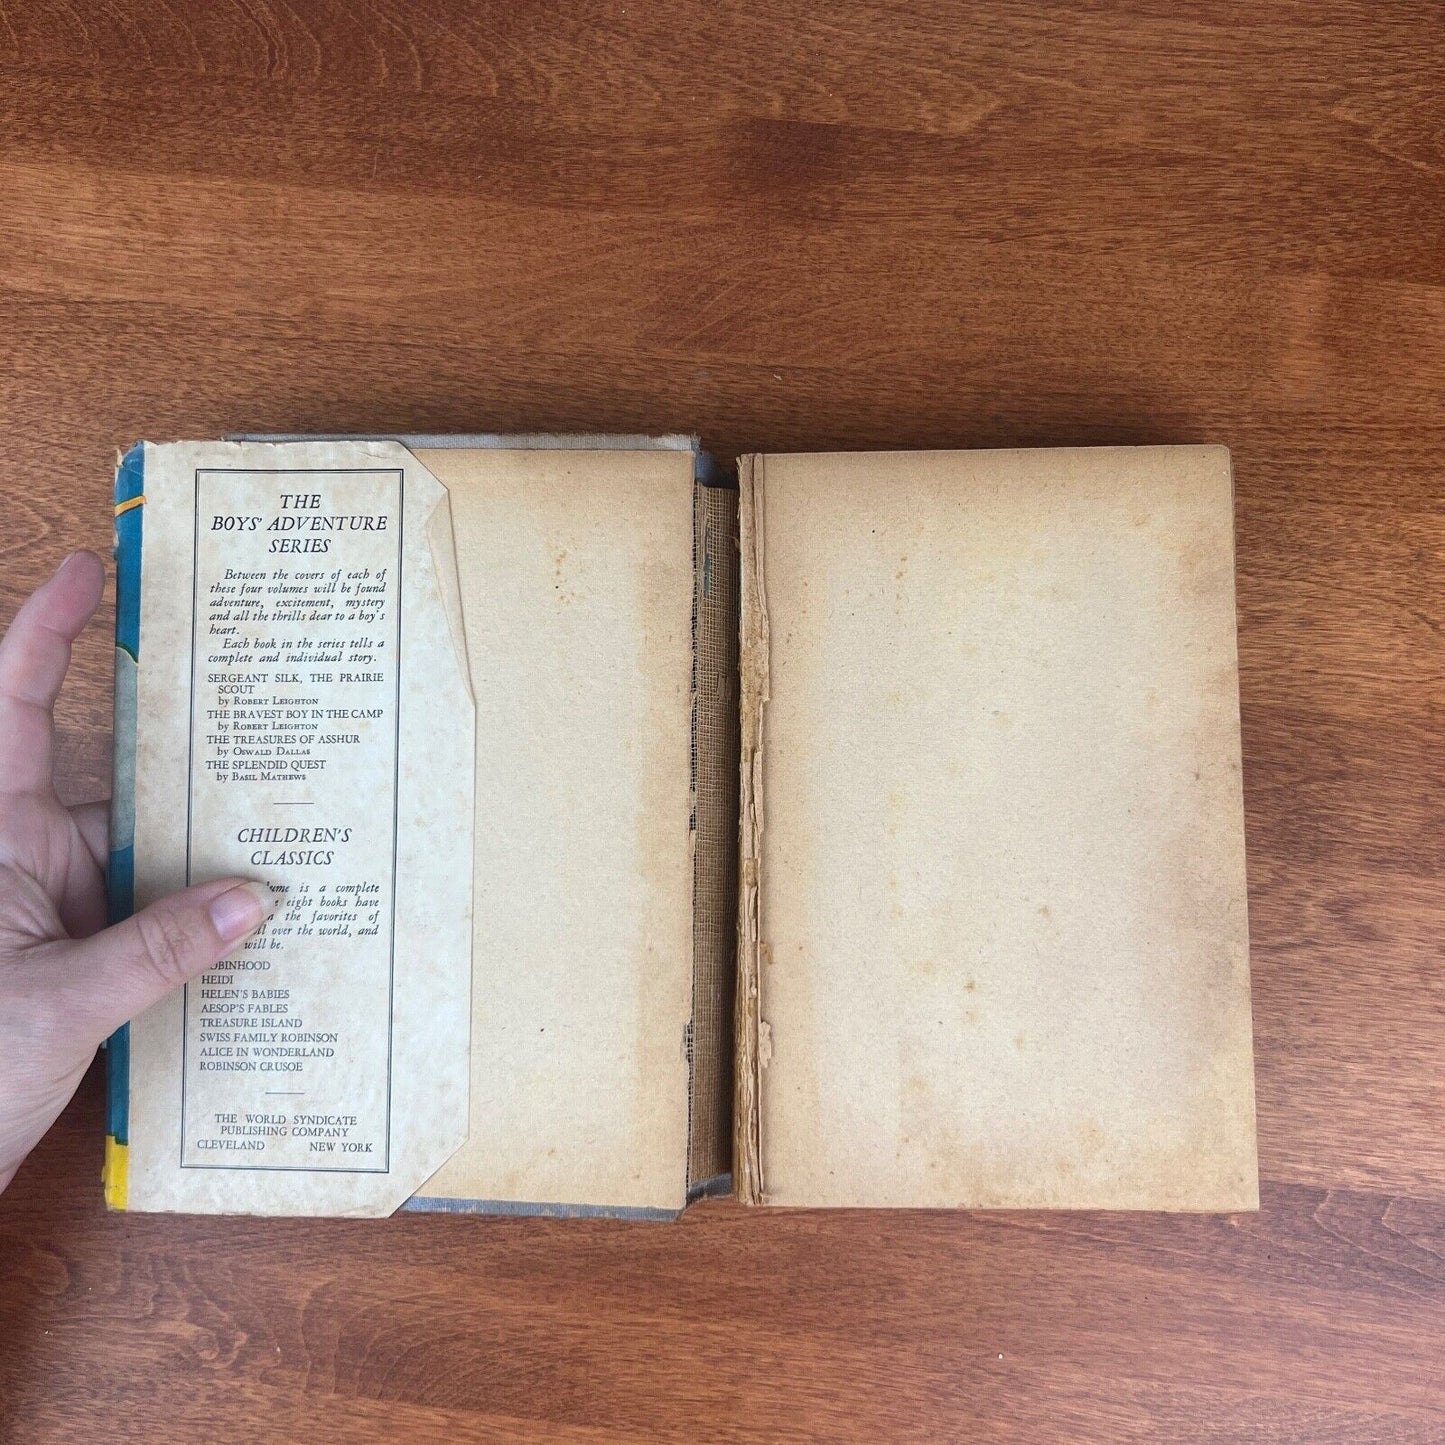 THE
BOYS' ADVENTURE
SERIES
Between the covers of each of
these four volumes will be found
adventure, excitement, mystery
and all the thrills dear to a boy's
heart.
Each book in the series tells a
complete and individual story.
SERGEANT SILK, THE PRAIRIE
SCOUT
by ROBERT LEIGHTON
THE BRAVEST BOY IN THE CAMP
by ROBERT LEIGHTON
THE TREASURES OF ASSHUR
by OSWALD DALLAS
THE SPLENDID QUEST
by BASIL MATHEWS
CHILDREN'S
CLASSICS
is a complete
eight books have
the favorites of
over the world, and
will be.
HEIDI
HELEN'S BABIES
AESOP'S FABLES
TREASURE ISLAND
SWISS FAMILY ROBINSON
ALICE IN WONDERLAND
ROBINSON CRUSOE
THE WORLD SYNDICATE
PUBLISHING COMPANY
CLEVELAND NEW YORK